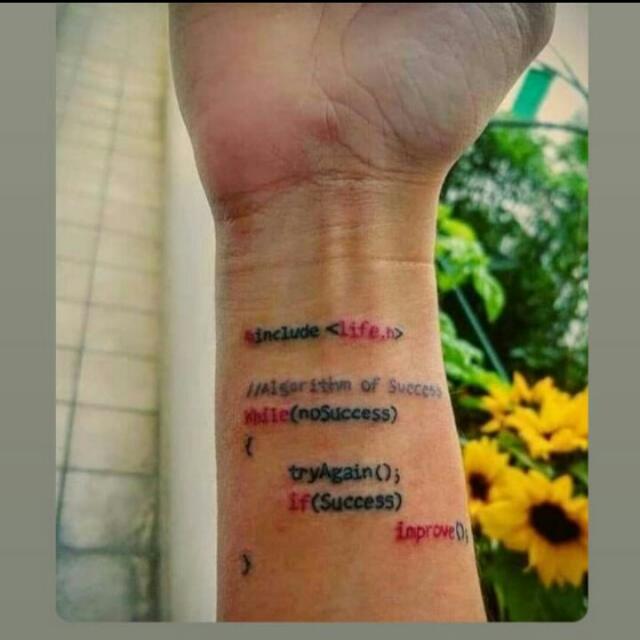 #include <life.h>
//Algorithm of Success
While(noSuccess)
{
tryAgain();
if(Success)
improve();
}